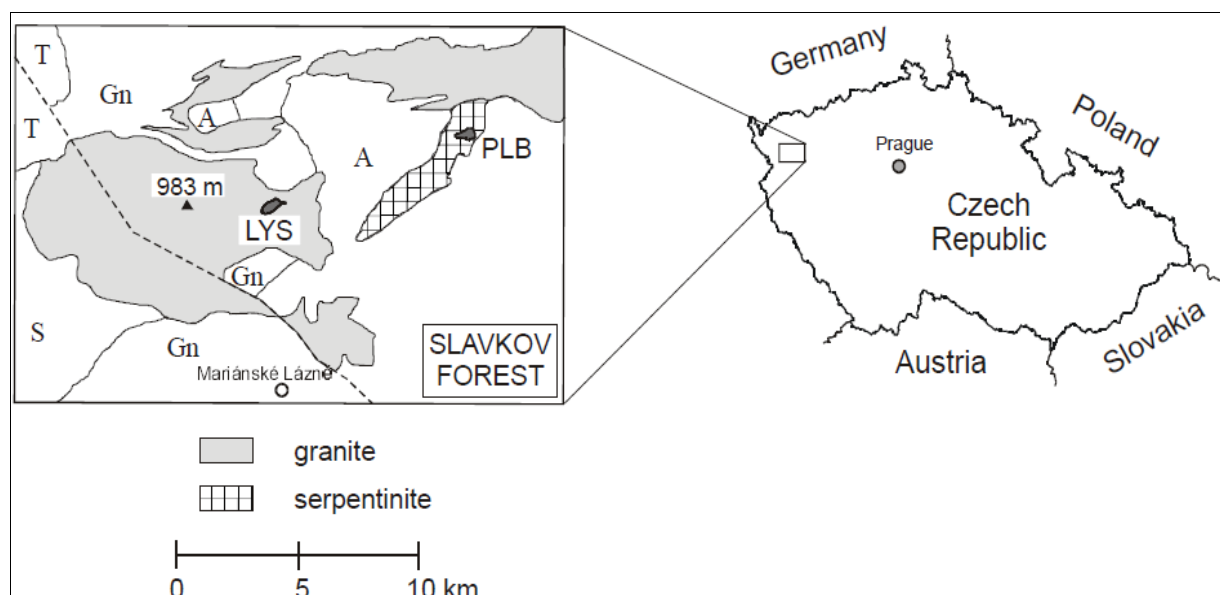 T
Gn
A
T
A
PLB
983 m
LYS
Gn
S
Gn
Mariánské Lázně
SLAVKOV
FOREST
granite
serpentinite
0
5
10 km
Germany
Poland
Prague
Czech
Republic
Slovakia
Austria